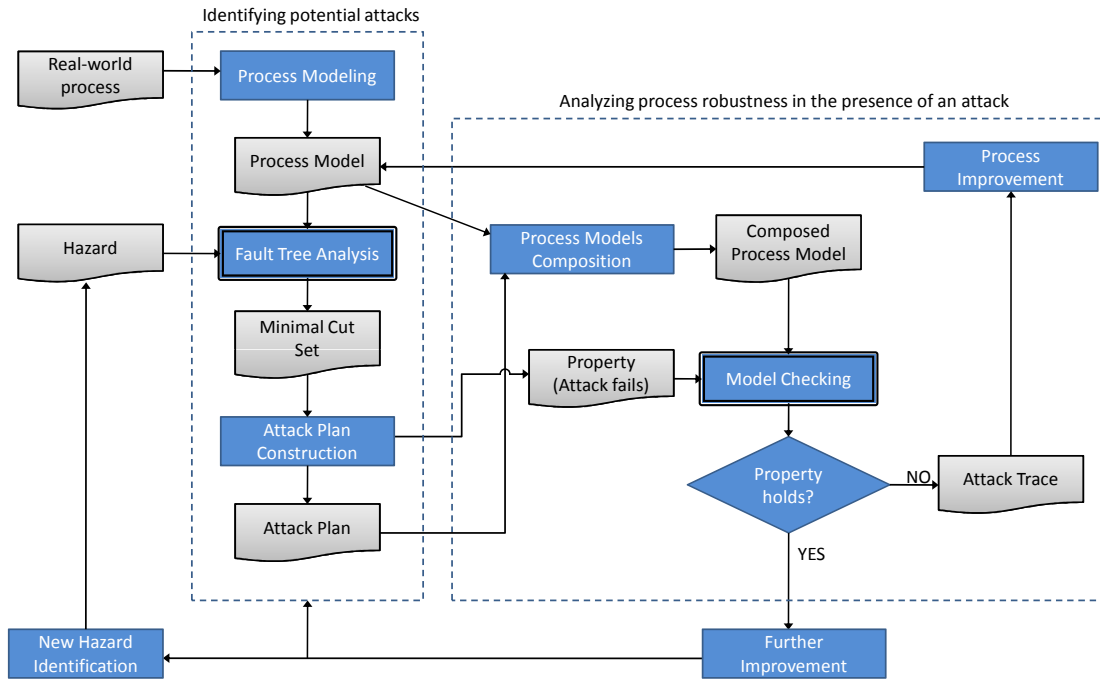 Identifying potential attacks
Real-world
process
Process Modeling
Analyzing process robustness in the presence of an attack
Process Model
Process
Improvement
Hazard
Fault Tree Analysis
Process Models
Composition
Composed
Process Model
Minimal Cut
Set
Property
(Attack fails)
Model Checking
Attack Plan
Construction
Property
holds?
NO
Attack Trace
Attack Plan
YES
New Hazard
Identification
Further
Improvement